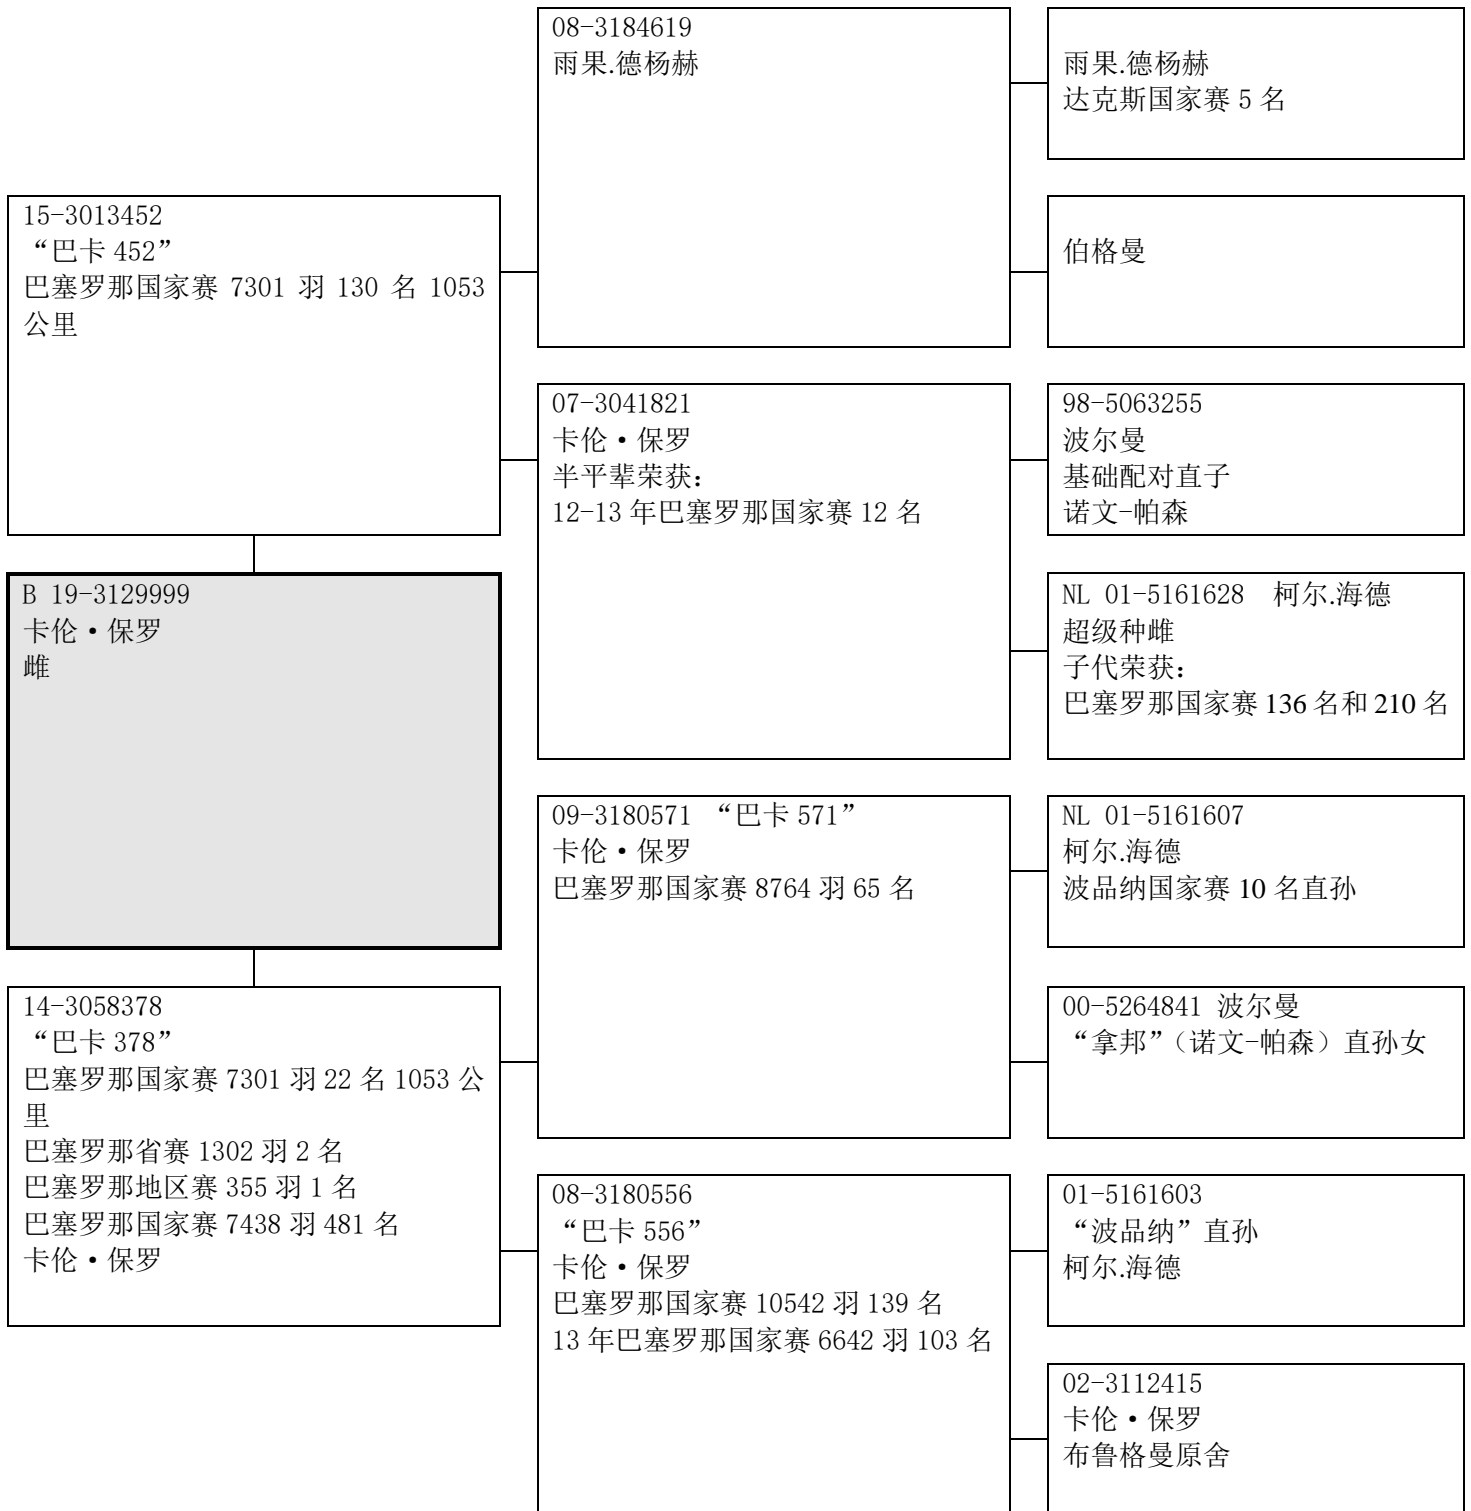 15-3013452
“巴卡 452”
巴塞罗那国家赛 7301 羽 130 名 1053
公里
B 19-3129999
卡伦•保罗
雌
14-3058378
“巴卡 378”
巴塞罗那国家赛 7301 羽 22 名 1053 公
里
巴塞罗那省赛 1302 羽 2 名
巴塞罗那地区赛 355 羽 1 名
巴塞罗那国家赛 7438 羽 481 名
卡伦•保罗
08-3184619
雨果.德杨赫
07-3041821
卡伦•保罗
半平辈荣获：
12-13 年巴塞罗那国家赛 12 名
09-3180571 “巴卡 571”
卡伦•保罗
巴塞罗那国家赛 8764 羽 65 名
08-3180556
“巴卡 556”
卡伦•保罗
巴塞罗那国家赛 10542 羽 139 名
13 年巴塞罗那国家赛 6642 羽 103 名
雨果.德杨赫
达克斯国家赛 5 名
伯格曼
98-5063255
波尔曼
基础配对直子
诺文-帕森
NL 01-5161628 柯尔.海德
超级种雌
子代荣获：
巴塞罗那国家赛 136 名和 210 名
NL 01-5161607
柯尔.海德
波品纳国家赛 10 名直孙
00-5264841 波尔曼
“拿邦”（诺文-帕森）直孙女
01-5161603
“波品纳”直孙
柯尔.海德
02-3112415
卡伦•保罗
布鲁格曼原舍